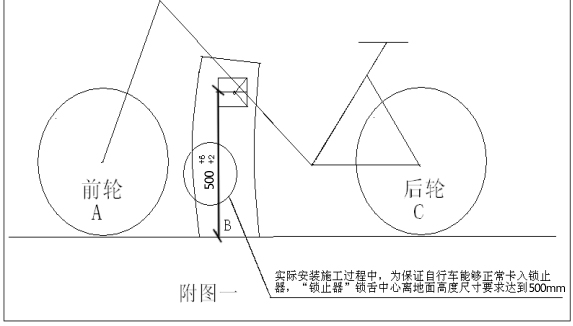 +6
500 +2
前轮
A
后轮
C
B
实际安装施工过程中，为保证自行车能够正常卡入锁止
器，“锁止器”锁舌中心离地面高度尺寸要求达到500mm
附图一